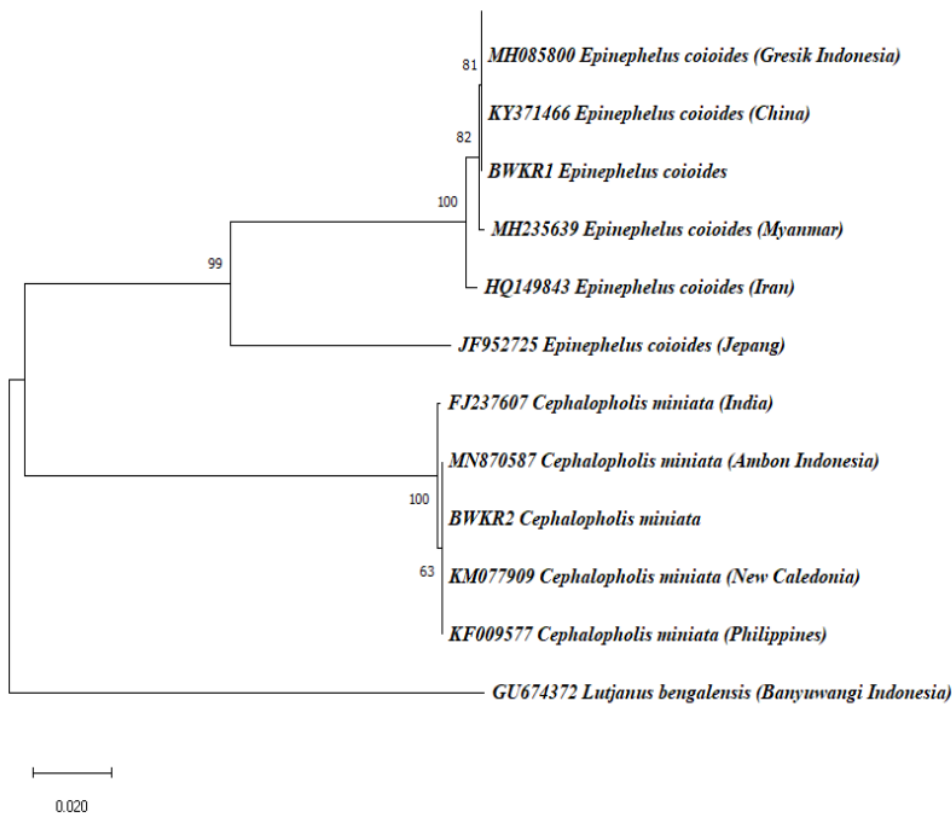 MH085800 Epinephelus coioides (Gresik Indonesia)
81
KY371466 Epinephelus coioides (China)
82
BWKR1 Epinephelus coioides
100
MH235639 Epinephelus coioides (Myanmar)
99
HQ149843 Epinephelus coioides (Iran)
JF952725 Epinephelus coioides (Jepang)
FJ237607 Cephalopholis miniata (India)
MN870587 Cephalopholis miniata (Ambon Indonesia)
100
BWKR2 Cephalopholis miniata
63
KM077909 Cephalopholis miniata (New Caledonia)
KF009577 Cephalopholis miniata (Philippines)
GU674372 Lutjanus bengalensis (Banyuwangi Indonesia)
0.020